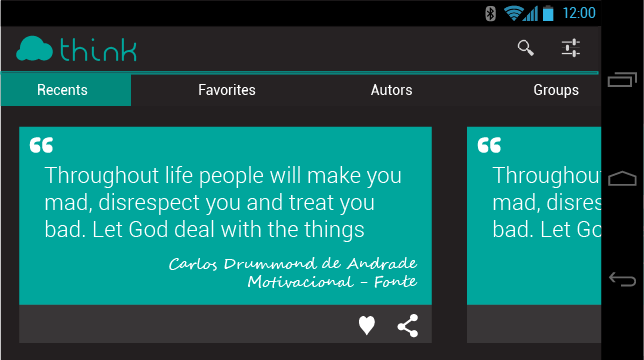 12:00
think
Recents Favorites Autors Groups
“
Throughout life people will make you
mad, disrespect you and treat you
bad. Let God deal with the things
Carlos Drummond de Andrade
Motivacional - Fonte
“
Throughou
mad, disres
bad. Let Go